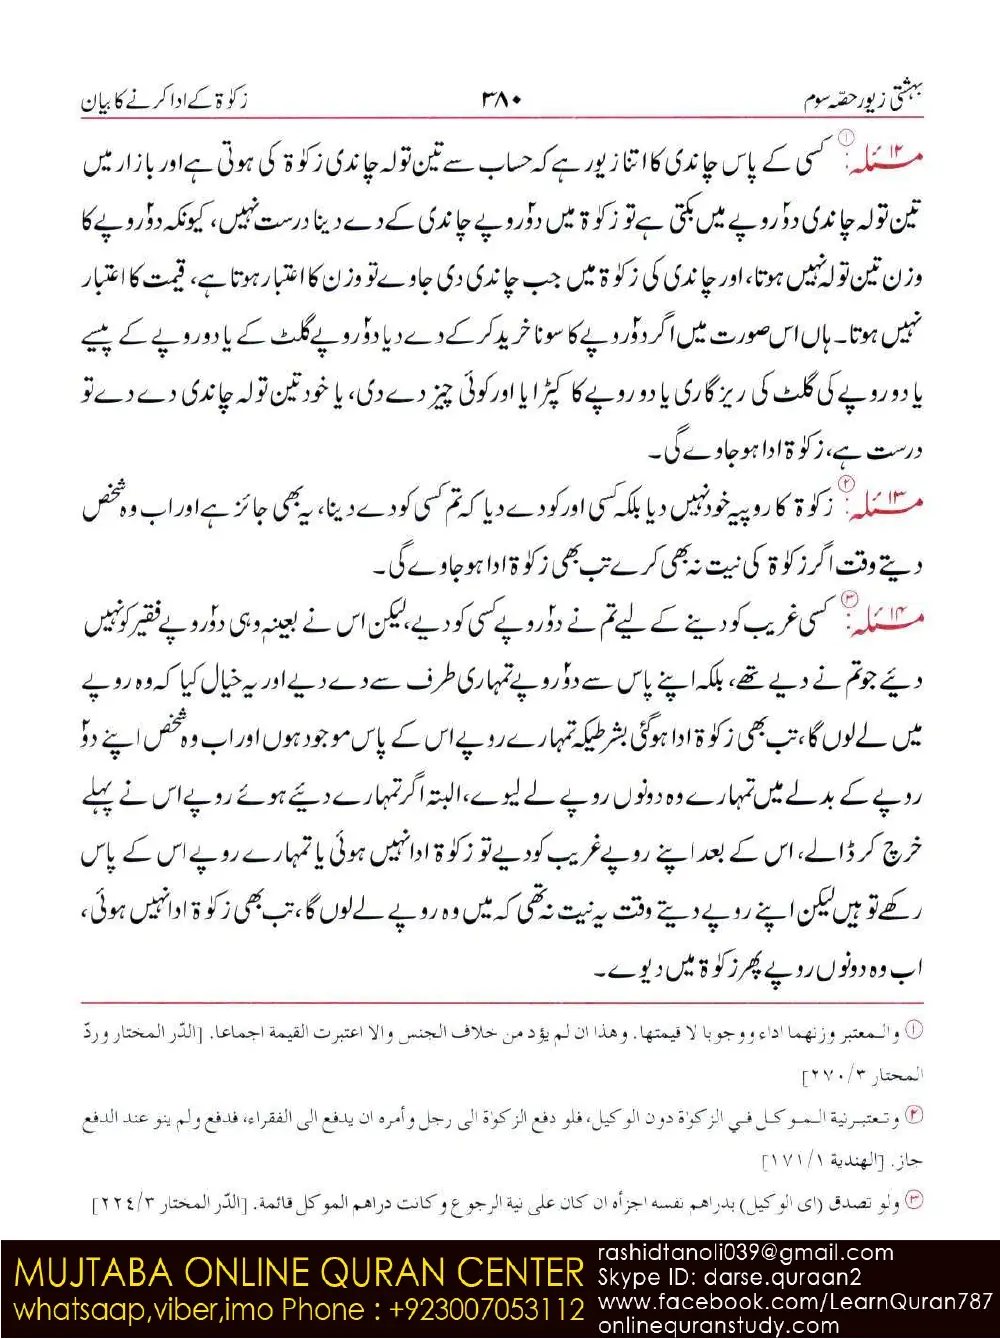 بہشتی زیور حصّہ سوم ۳۸۰ زکوٰۃ کے ادا کرنے کا بیان
مسئلہ ۱۲: ① کسی کے پاس چاندی کا اتنا زیور ہے کہ حساب سے تین تولہ چاندی زکوٰۃ کی ہوتی ہے اور بازار میں
تین تولہ چاندی دو روپے میں بکتی ہے تو زکوٰۃ میں دو روپے چاندی کے دے دینا درست نہیں، کیونکہ دو روپے کا
وزن تین تولہ نہیں ہوتا، اور چاندی کی زکوٰۃ میں جب چاندی دی جاوے تو وزن کا اعتبار ہوتا ہے، قیمت کا اعتبار
نہیں ہوتا۔ ہاں اس صورت میں اگر دو روپے کا سونا خرید کر کے دے دیا دو روپے گلٹ کے یا دو روپے کے پیسے
یا دو روپے کی گلٹ کی ریزگاری یا دو روپے کا کپڑا یا اور کوئی چیز دے دی، یا خود تین تولہ چاندی دے دے تو
درست ہے، زکوٰۃ ادا ہو جاوے گی۔
مسئلہ ۱۳: ② زکوٰۃ کا روپیہ خود نہیں دیا بلکہ کسی اور کو دے دیا کہ تم کسی کو دے دینا، یہ بھی جائز ہے اور اب وہ شخص
دیتے وقت اگر زکوٰۃ کی نیت نہ بھی کرے تب بھی زکوٰۃ ادا ہو جاوے گی۔
مسئلہ ۱۴: ③ کسی غریب کو دینے کے لیے تم نے دو روپے کسی کو دیے، لیکن اس نے بعینہٖ وہی دو روپے فقیر کو نہیں
دیئے جو تم نے دیے تھے، بلکہ اپنے پاس سے دو روپے تمہاری طرف سے دے دیے اور یہ خیال کیا کہ وہ روپے
میں لے لوں گا، تب بھی زکوٰۃ ادا ہو گئی بشرطیکہ تمہارے روپے اس کے پاس موجود ہوں اور اب وہ شخص اپنے دو
روپے کے بدلے میں تمہارے وہ دونوں روپے لے لیوے، البتہ اگر تمہارے دیئے ہوئے روپے اس نے پہلے
خرچ کر ڈالے، اس کے بعد اپنے روپے غریب کو دیے تو زکوٰۃ ادا نہیں ہوئی یا تمہارے روپے اس کے پاس
رکھے تو ہیں لیکن اپنے روپے دیتے وقت یہ نیت نہ تھی کہ میں وہ روپے لے لوں گا، تب بھی زکوٰۃ ادا نہیں ہوئی،
اب وہ دونوں روپے پھر زکوٰۃ میں دیوے۔
① والمعتبر وزنهما اداء ووجوبا لا قيمتها. وهذا ان لم يؤد من خلاف الجنس والا اعتبرت القيمة اجماعا. [الدّر المختار وردّ
المحتار ۳/۲۷۰]
② وتعتبر نية الموكل في الزكوٰة دون الوكيل، فلو دفع الزكوٰة الى رجل وأمره ان يدفع الى الفقراء، فدفع ولم ينو عند الدفع
جاز. [الهندية ۱/۱۷۱]
③ ولو تصدق (اى الوكيل) بدراهم نفسه اجزأه ان كان على نية الرجوع وكانت دراهم الموكل قائمة. [الدّر المختار ۳/۲۲٤]
MUJTABA ONLINE QURAN CENTER
whatsaap,viber,imo Phone : +923007053112
rashidtanoli039@gmail.com
Skype ID: darse.quraan2
www.facebook.com/LearnQuran787
onlinequranstudy.com